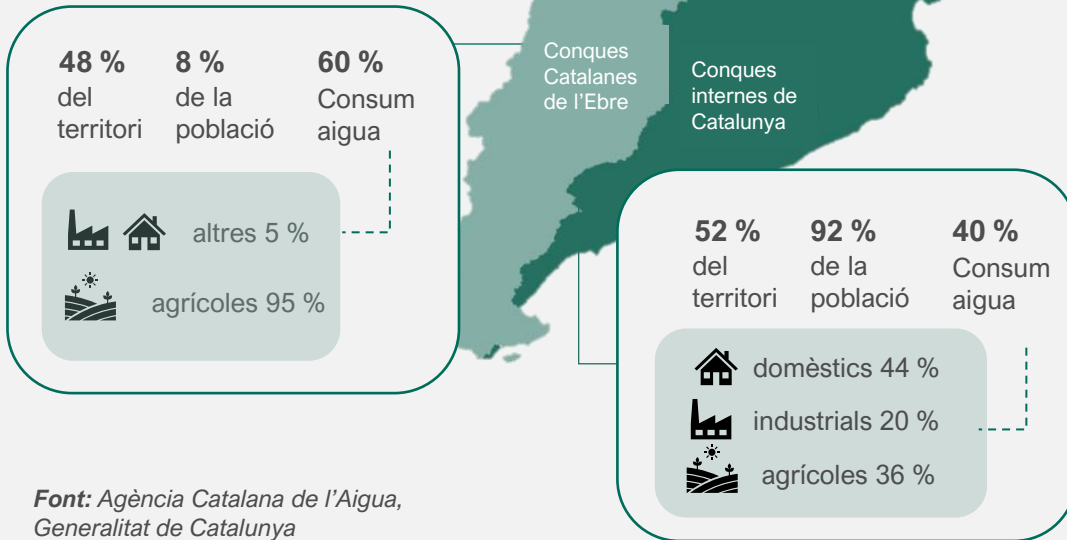 48 %
del
territori
8 %
de la
població
60 %
Consum
aigua
altres 5 %
agrícoles 95 %
Conques
Catalanes
de l’Ebre
Conques
internes de
Catalunya
52 %
del
territori
92 %
de la
població
40 %
Consum
aigua
domèstics 44 %
industrials 20 %
agrícoles 36 %
Font: Agència Catalana de l’Aigua,
Generalitat de Catalunya